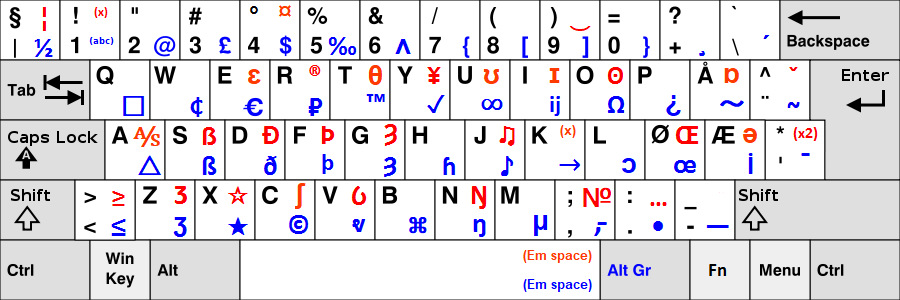 § ¦ ! (x) " # ° ¤ % & / ( ) ‿ = ? ` Backspace
| ½ 1 (abc) 2 @ 3 £ 4 $ 5 ‰ 6 ʌ 7 { 8 [ 9 ] 0 } + ¸ \ ´
Tab Q W E ɛ R ® T θ Y ¥ U ʊ I ɪ O ʘ P Å ɒ ^ ˇ Enter
□ ¢ € ₽ ™ ✓ ∞ ij Ω ¿ ~ ¨ ~
Caps Lock A ⅍ S ẞ D Ð F Þ G Ȝ H J ♫ K (x) L Ø Œ Æ ə * (x2)
A △ ß ð þ ȝ ɦ ♪ → ɔ œ ' ¯
Shift > ≥ Z Ʒ X ☆ C ʃ V B N Ŋ M ; № : … _ Shift
< ≤ ʒ ★ © ⌘ ŋ µ , . • - —
Ctrl Win Key Alt (Em space) (Em space) Alt Gr Fn Menu Ctrl